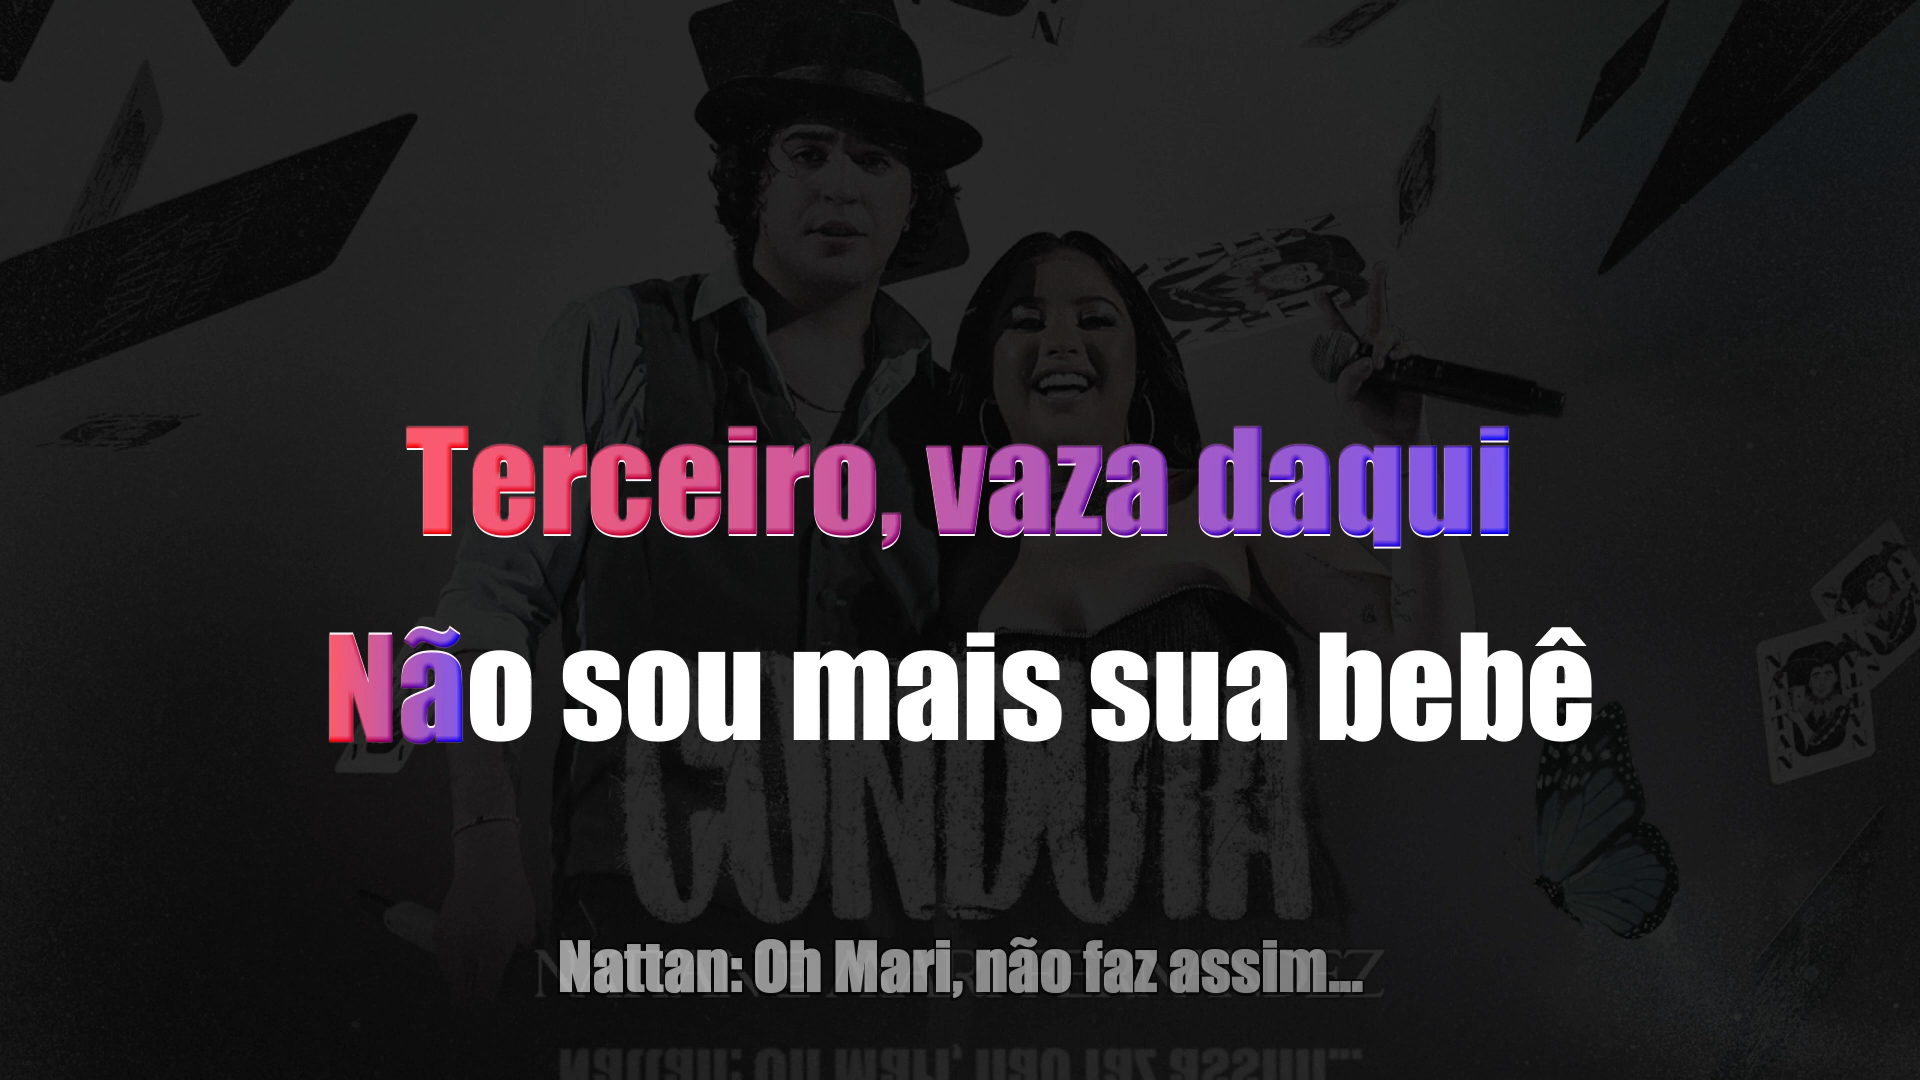 Terceiro, vaza daqui
Não sou mais sua bebê
CONDUTA
Nattan: Oh Mari, não faz assim...